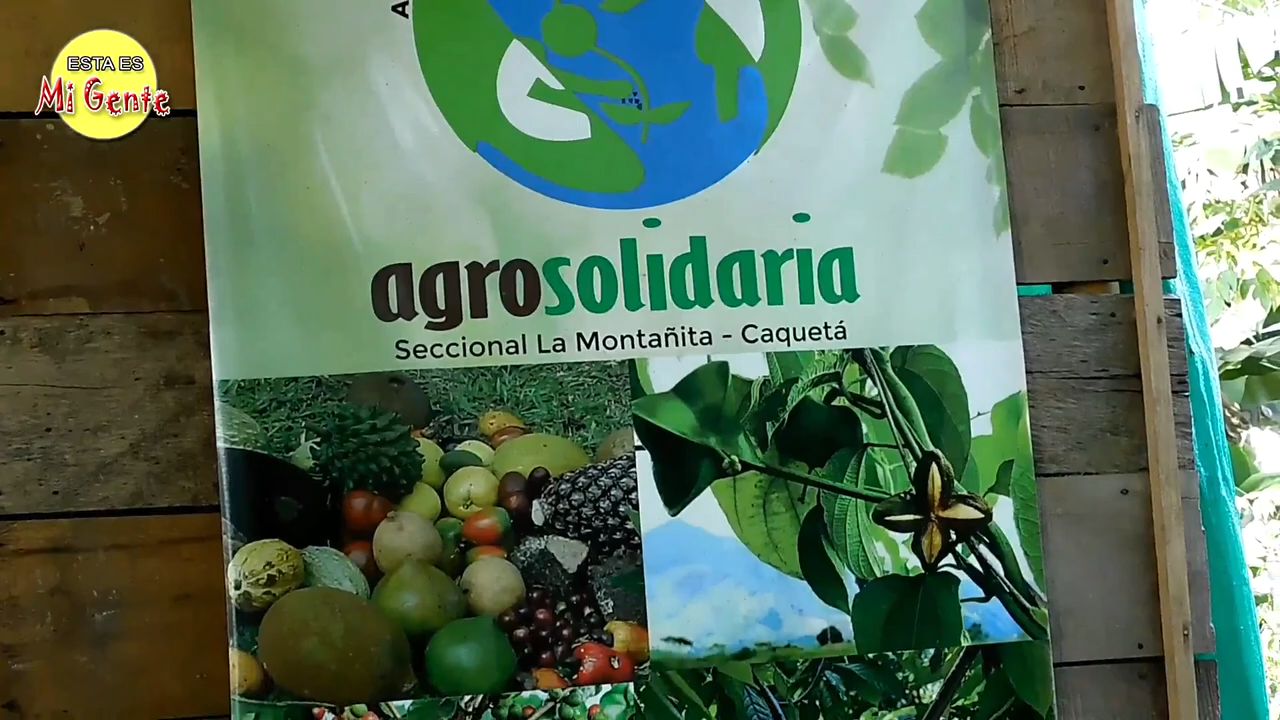 ESTA ES
Mi Gente
A
agrosolidaria
Seccional La Montañita - Caquetá